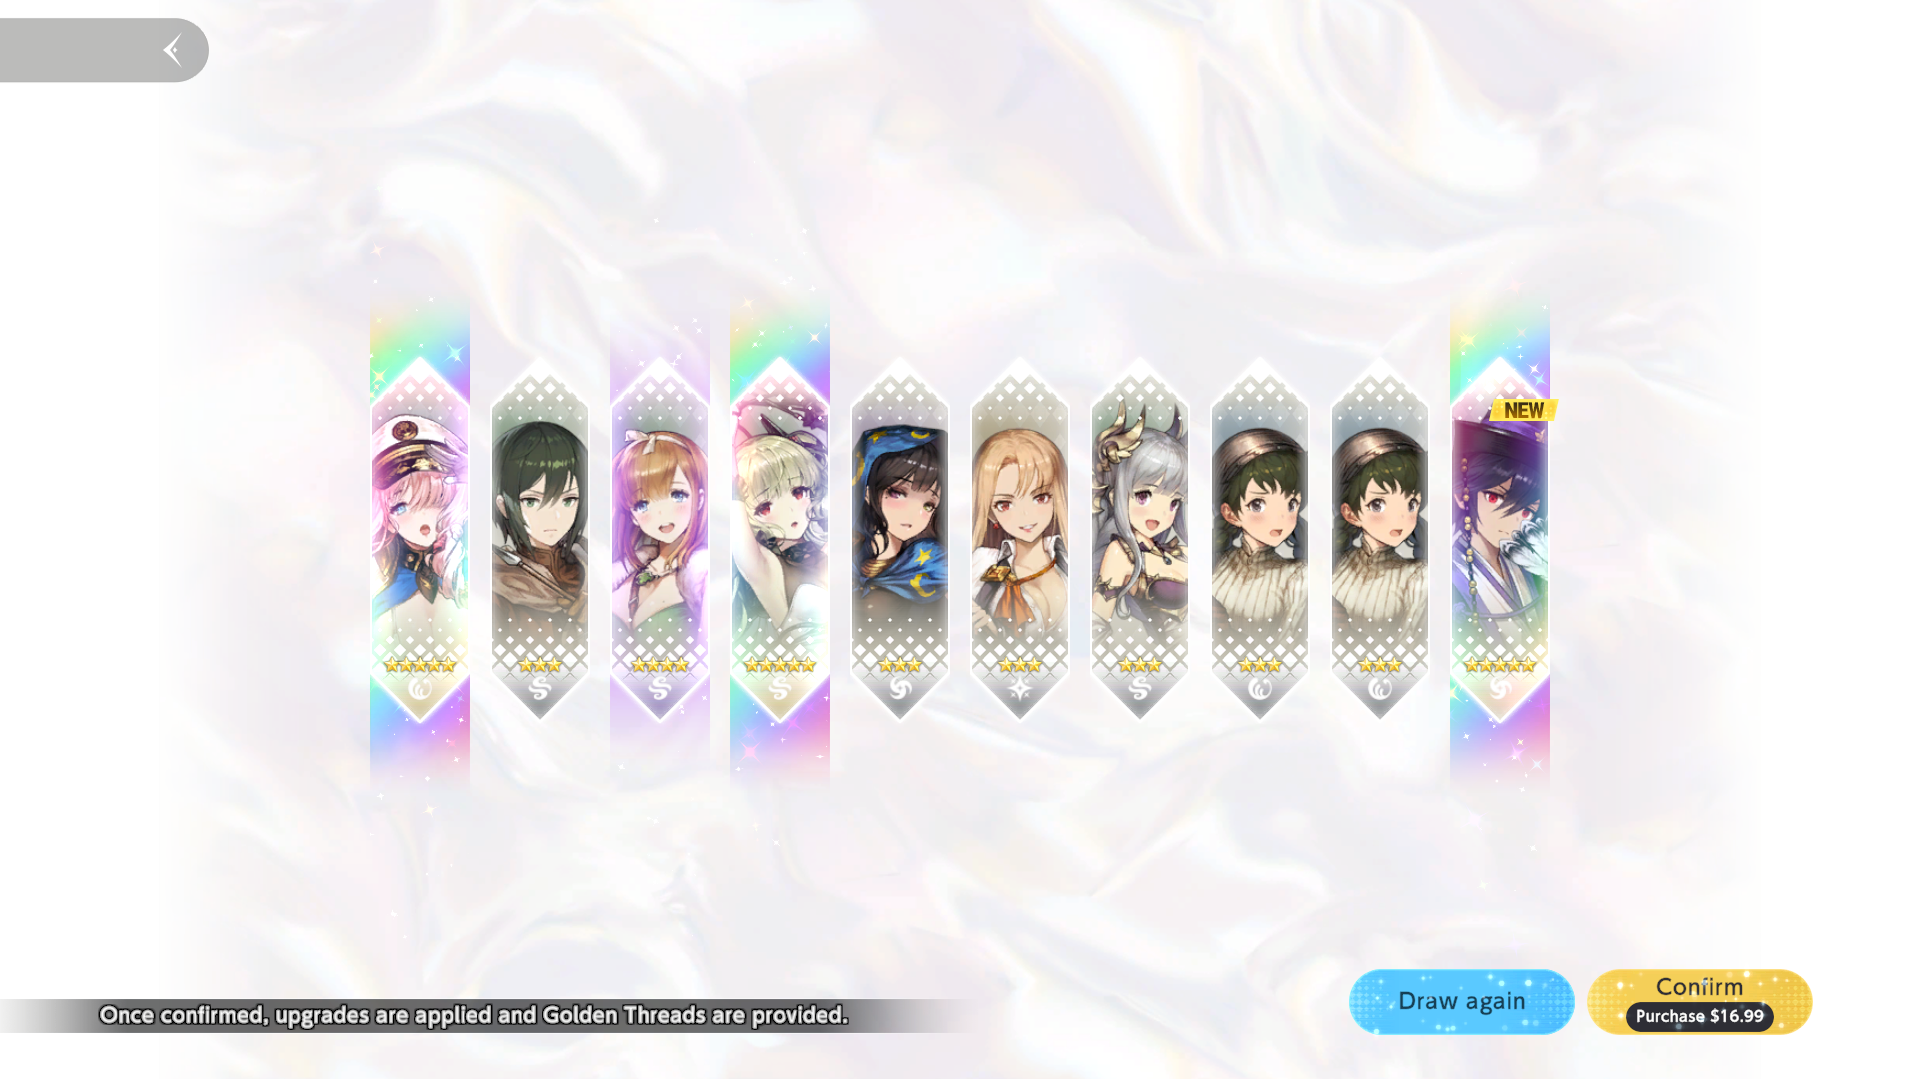 NEW
Draw again
Confirm
Purchase $16.99
Once confirmed, upgrades are applied and Golden Threads are provided.